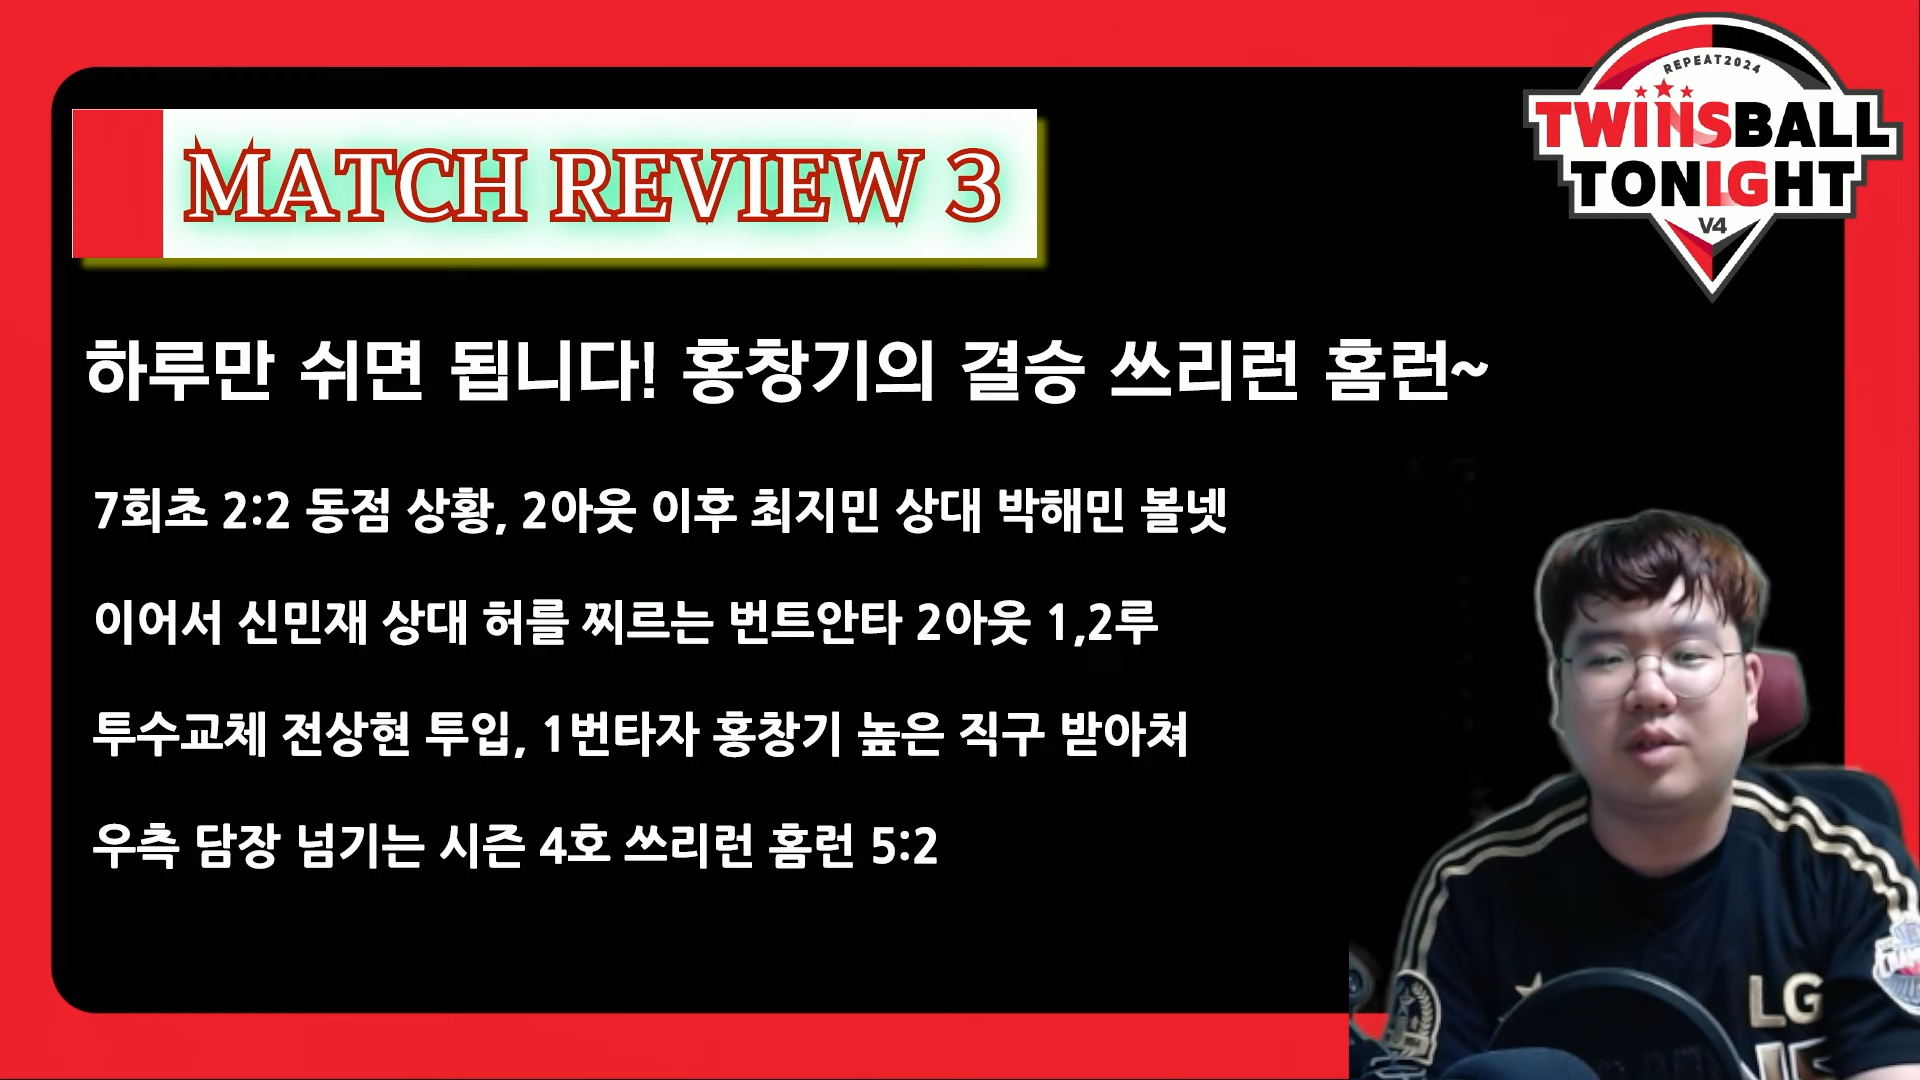 REPEAT2024
TWINSBALL
TONIGHT
V4
MATCH REVIEW 3
하루만 쉬면 됩니다! 홍창기의 결승 쓰리런 홈런~
7회초 2:2 동점 상황, 2아웃 이후 최지민 상대 박해민 볼넷
이어서 신민재 상대 허를 찌르는 번트안타 2아웃 1,2루
투수교체 전상현 투입, 1번타자 홍창기 높은 직구 받아쳐
우측 담장 넘기는 시즌 4호 쓰리런 홈런 5:2
LG